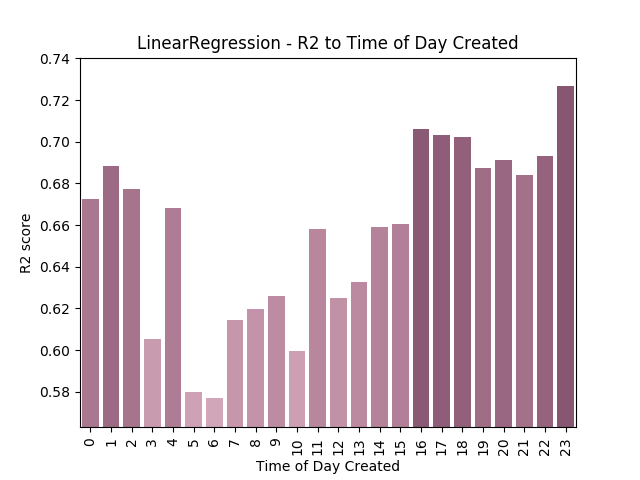 LinearRegression - R2 to Time of Day Created
R2 score
0.74
0.72
0.70
0.68
0.66
0.64
0.62
0.60
0.58
0 1 2 3 4 5 6 7 8 9 10 11 12 13 14 15 16 17 18 19 20 21 22 23
Time of Day Created